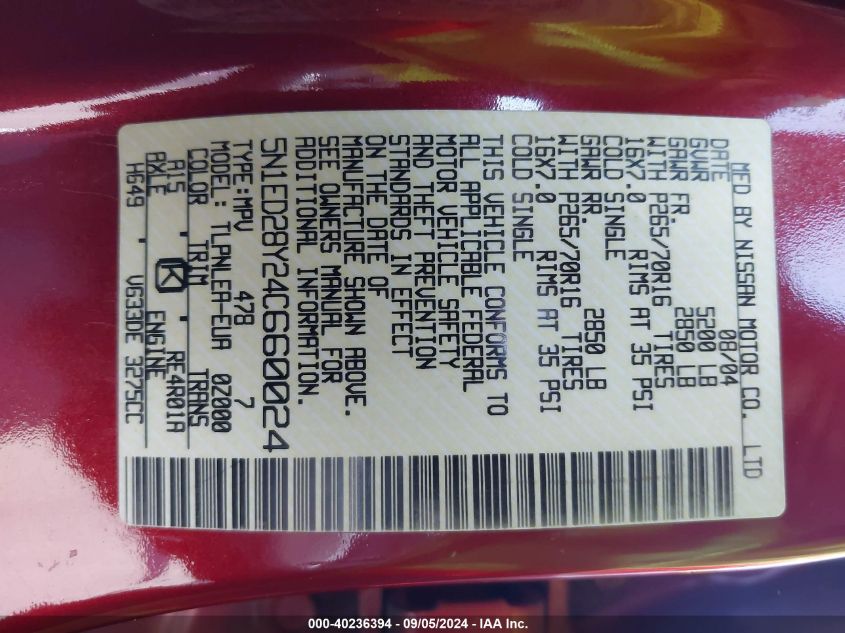 MFD BY NISSAN MOTOR CO. LTD
DATE 08/04
GVWR 5200 LB
GAWR FR. 2850 LB
WITH P265/70R16 TIRES
16X7.0 RIMS AT 35 PSI
COLD SINGLE
GAWR RR. 2850 LB
WITH P265/70R16 TIRES
16X7.0 RIMS AT 35 PSI
COLD SINGLE
THIS VEHICLE CONFORMS TO
ALL APPLICABLE FEDERAL
MOTOR VEHICLE SAFETY
AND THEFT PREVENTION
STANDARDS IN EFFECT
ON THE DATE OF
MANUFACTURE SHOWN ABOVE.
SEE OWNERS MANUAL FOR
ADDITIONAL INFORMATION.
5N1ED28Y24C660024
TYPE:MPV 478 7
MODEL: TLPNLEA-EUA 0Z000
COLOR TRIM TRANS
A15 K RE4R01A
AXLE ENGINE
HG49 VG33DE 3275CC
000-40236394 - 09/05/2024 - IAA Inc.